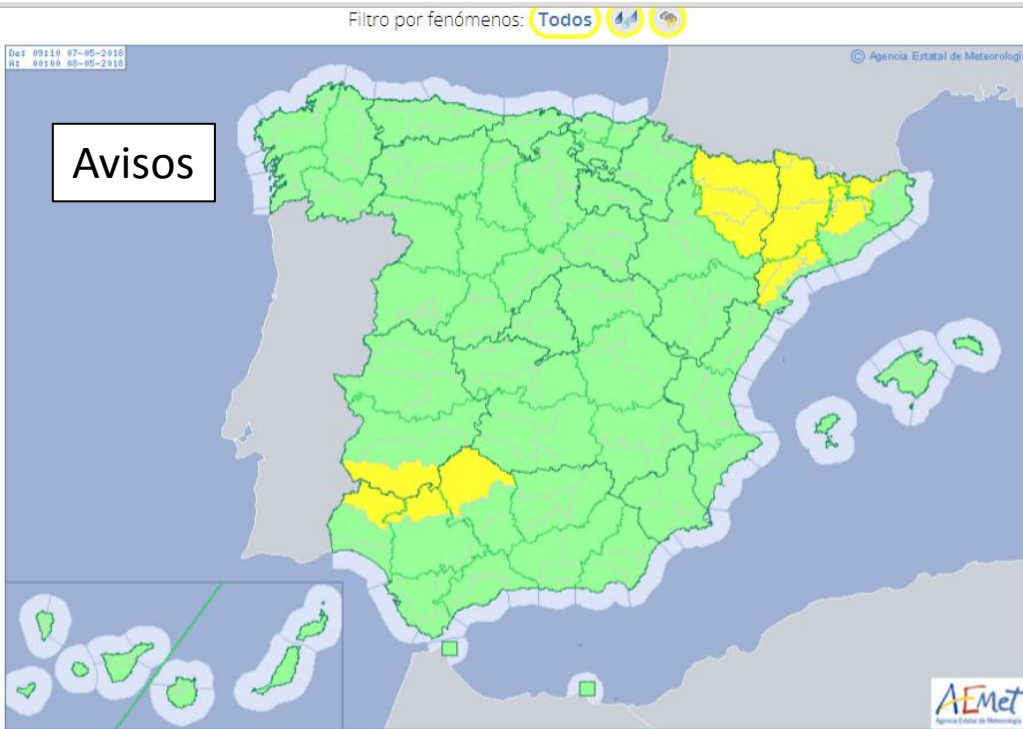 Filtro por fenómenos: Todos
De: 09:10 07-05-2018
A: 00:00 08-05-2018
© Agencia Estatal de Meteorologí
Avisos
AEMet
Agencia Estatal de Meteorología